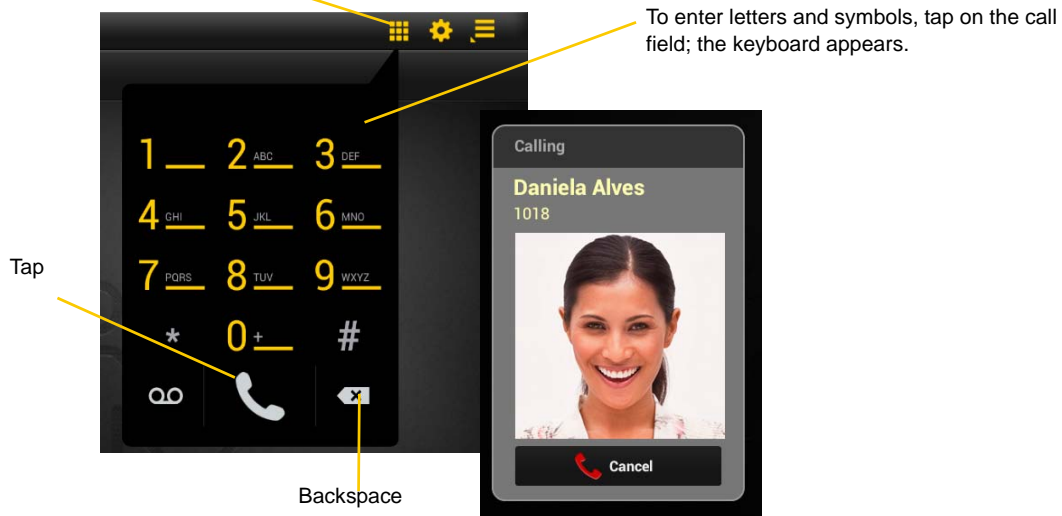 To enter letters and symbols, tap on the call
field; the keyboard appears.
1 2 ABC 3 DEF
4 GHI 5 JKL 6 MNO
7 PQRS 8 TUV 9 WXYZ
* 0 + #
Tap
Backspace
Calling
Daniela Alves
1018
Cancel